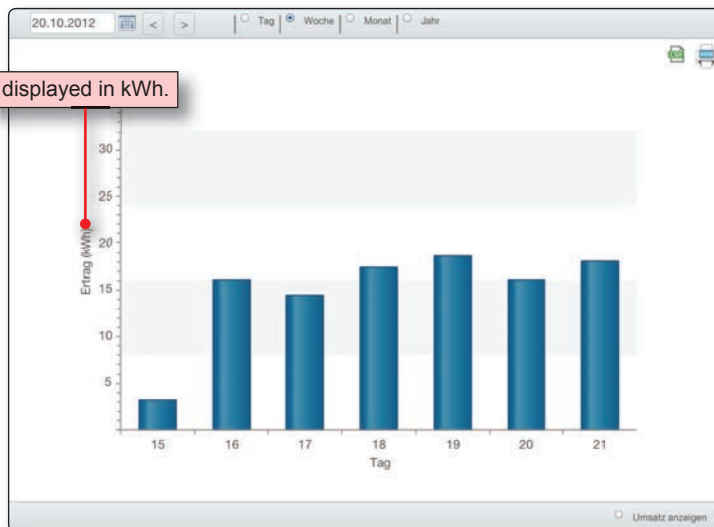 20.10.2012 < > Tag Woche Monat Jahr
displayed in kWh.
30
25
20
15
10
5
Ertrag (kWh)
15 16 17 18 19 20 21
Tag
Umsatz anzeigen